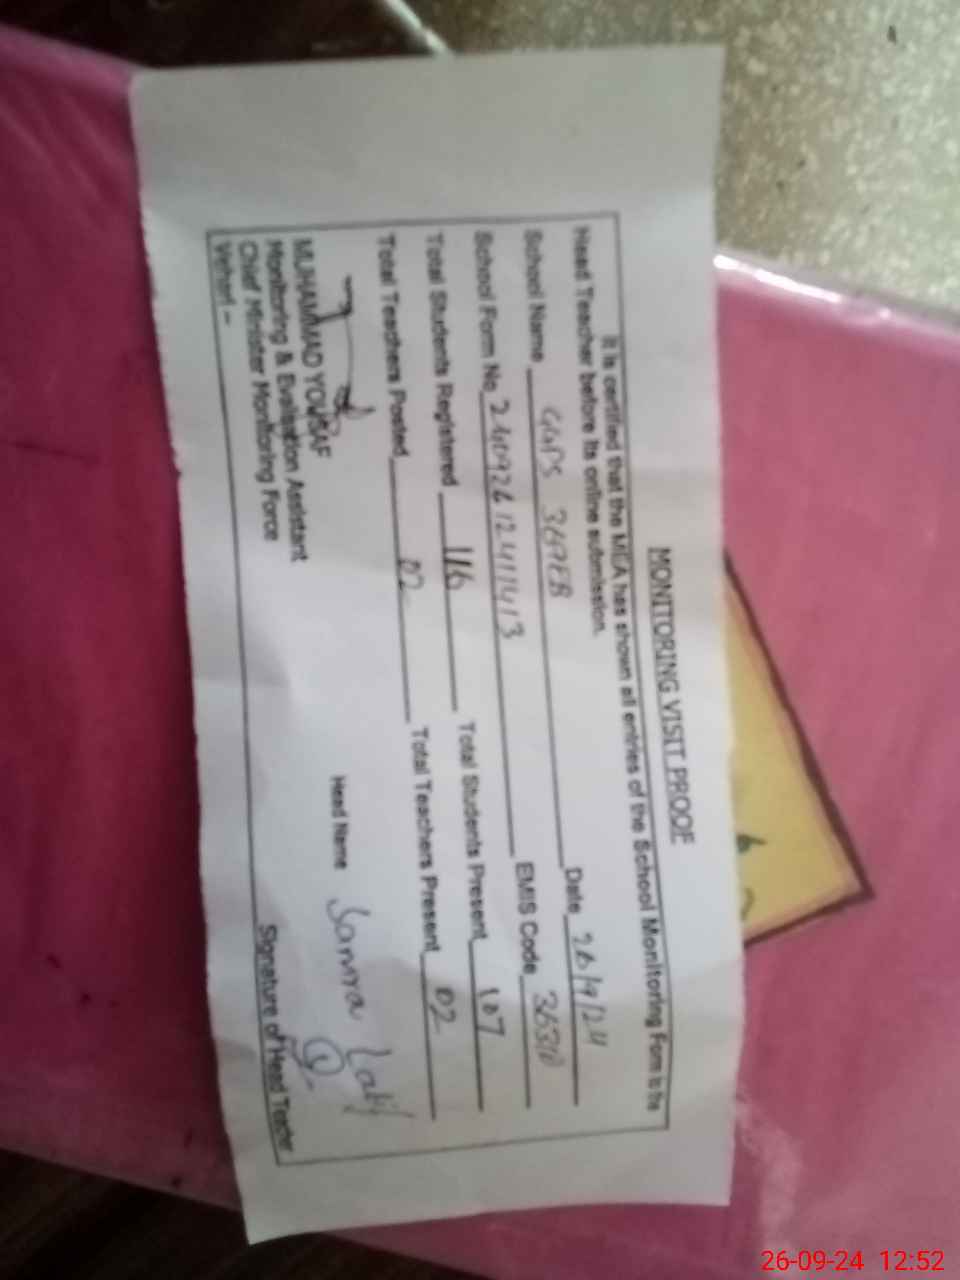 MONITORING VISIT PROOF
It is certified that the MEA has shown all entries of the School Monitoring Form to the
Head Teacher before its online submission.
Date 26/9/24
School Name GGPS 369EB
EMIS Code
School Form No 24092612411413
Total Students Registered 116 Total Students Present 107
Total Teachers Posted 02 Total Teachers Present 02
Head Name Samra Latif
MUHAMMAD YOUSAF
Monitoring & Evaluation Assistant
Chief Minister Monitoring Force
Vehari -
Signature of Head Teacher
26-09-24 12:52